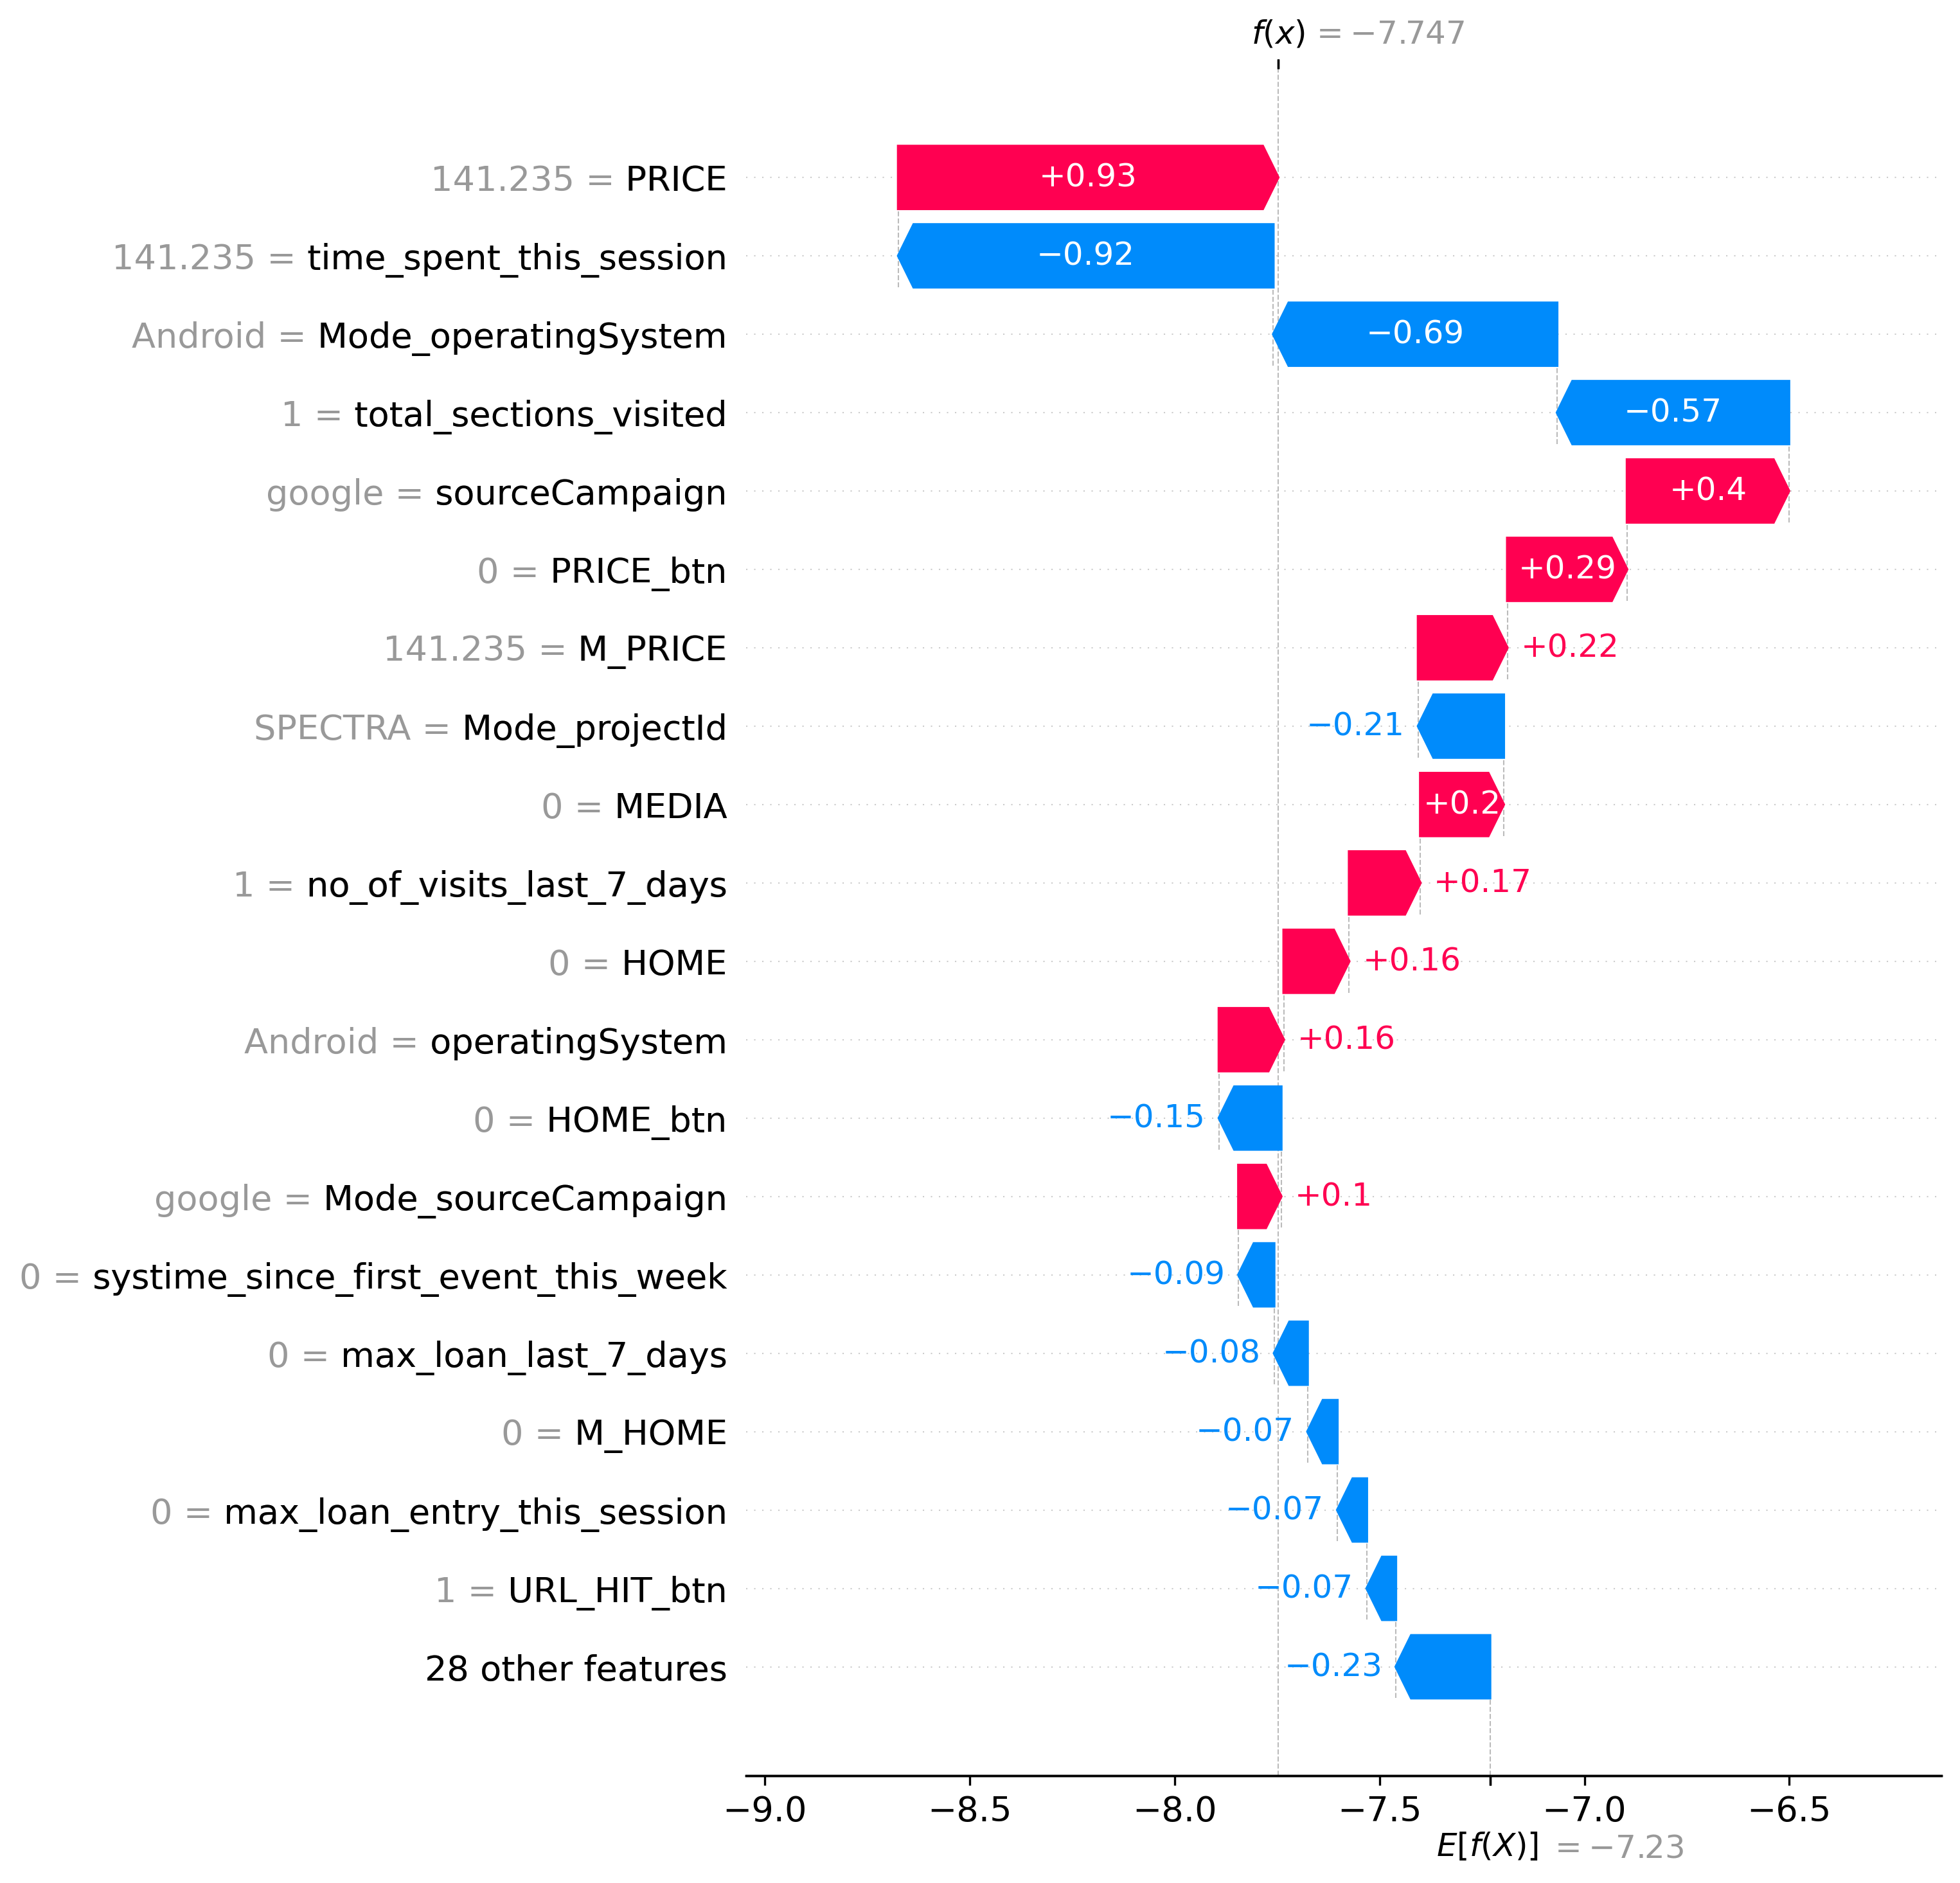 f(x) = −7.747
141.235 = PRICE +0.93
141.235 = time_spent_this_session −0.92
Android = Mode_operatingSystem −0.69
1 = total_sections_visited −0.57
google = sourceCampaign +0.4
0 = PRICE_btn +0.29
141.235 = M_PRICE +0.22
SPECTRA = Mode_projectId −0.21
0 = MEDIA +0.2
1 = no_of_visits_last_7_days +0.17
0 = HOME +0.16
Android = operatingSystem +0.16
0 = HOME_btn −0.15
google = Mode_sourceCampaign +0.1
0 = systime_since_first_event_this_week −0.09
0 = max_loan_last_7_days −0.08
0 = M_HOME −0.07
0 = max_loan_entry_this_session −0.07
1 = URL_HIT_btn −0.07
28 other features −0.23
−9.0 −8.5 −8.0 −7.5 −7.0 −6.5
E[f(X)] = −7.23